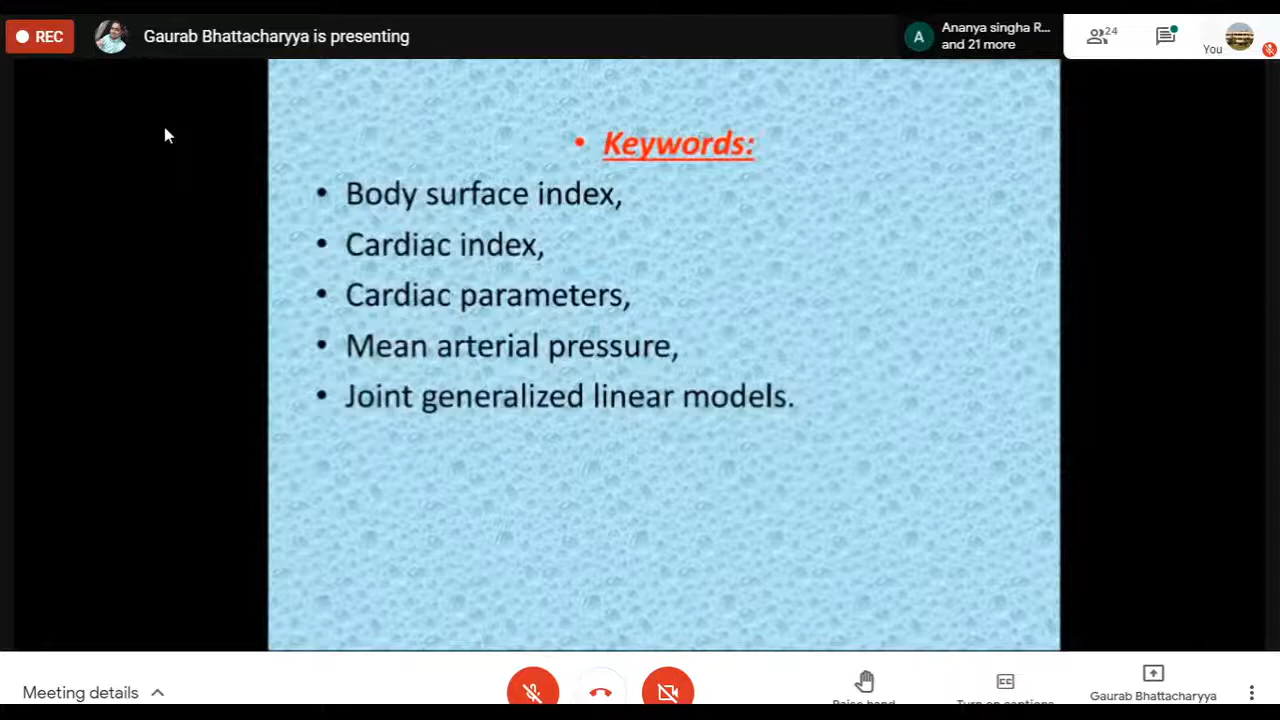 REC
Gaurab Bhattacharyya is presenting
A
Ananya singha R...
and 21 more
24
You
• Keywords:
• Body surface index,
• Cardiac index,
• Cardiac parameters,
• Mean arterial pressure,
• Joint generalized linear models.
Meeting details
CC
Raise hand
Turn on captions
Gaurab Bhattacharyya